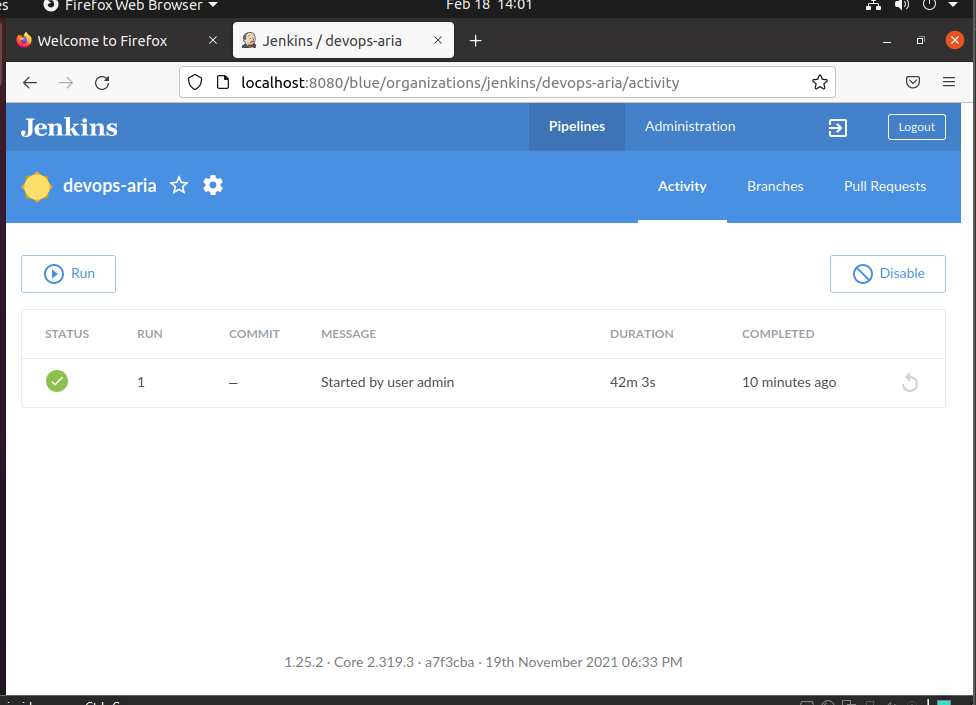 Firefox Web Browser Feb 18 14:01
Welcome to Firefox Jenkins / devops-aria
localhost:8080/blue/organizations/jenkins/devops-aria/activity
Jenkins Pipelines Administration Logout
devops-aria Activity Branches Pull Requests
Run Disable
STATUS RUN COMMIT MESSAGE DURATION COMPLETED
1 — Started by user admin 42m 3s 10 minutes ago
1.25.2 · Core 2.319.3 · a7f3cba · 19th November 2021 06:33 PM